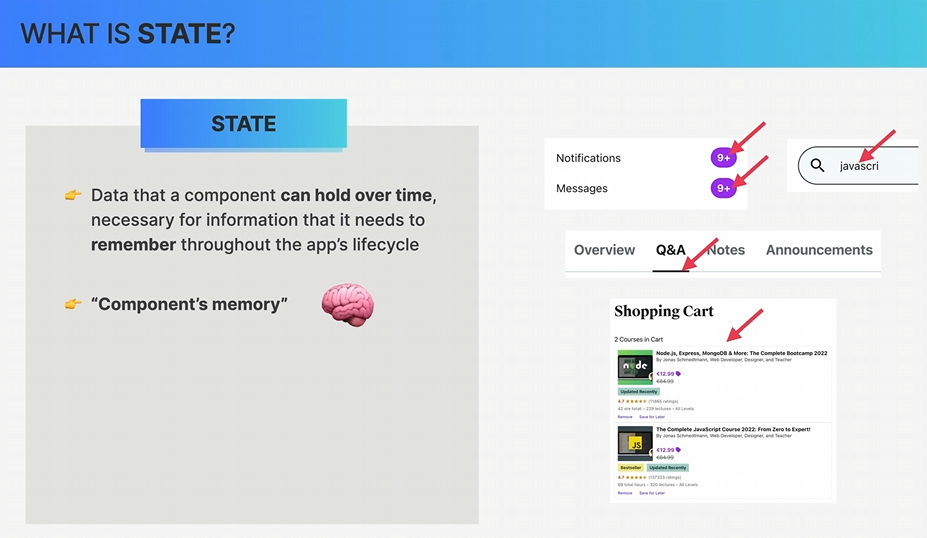 WHAT IS STATE?
STATE
Data that a component can hold over time,
necessary for information that it needs to
remember throughout the app's lifecycle
“Component's memory”
Notifications 9+
Messages 9+
javascri
Overview Q&A Notes Announcements
Shopping Cart
2 Courses in Cart
node
Node.js, Express, MongoDB & More: The Complete Bootcamp 2022
By Jonas Schmedtmann, Web Developer, Designer, and Teacher
€12.99
€84.99
Updated Recently
4.7 (11465 ratings)
42 ore totali • 229 lectures • All Levels
Remove Save for Later
JS
The Complete JavaScript Course 2022: From Zero to Expert!
By Jonas Schmedtmann, Web Developer, Designer, and Teacher
€12.99
€84.99
Bestseller Updated Recently
4.7 (157333 ratings)
69 total hours • 320 lectures • All Levels
Remove Save for Later